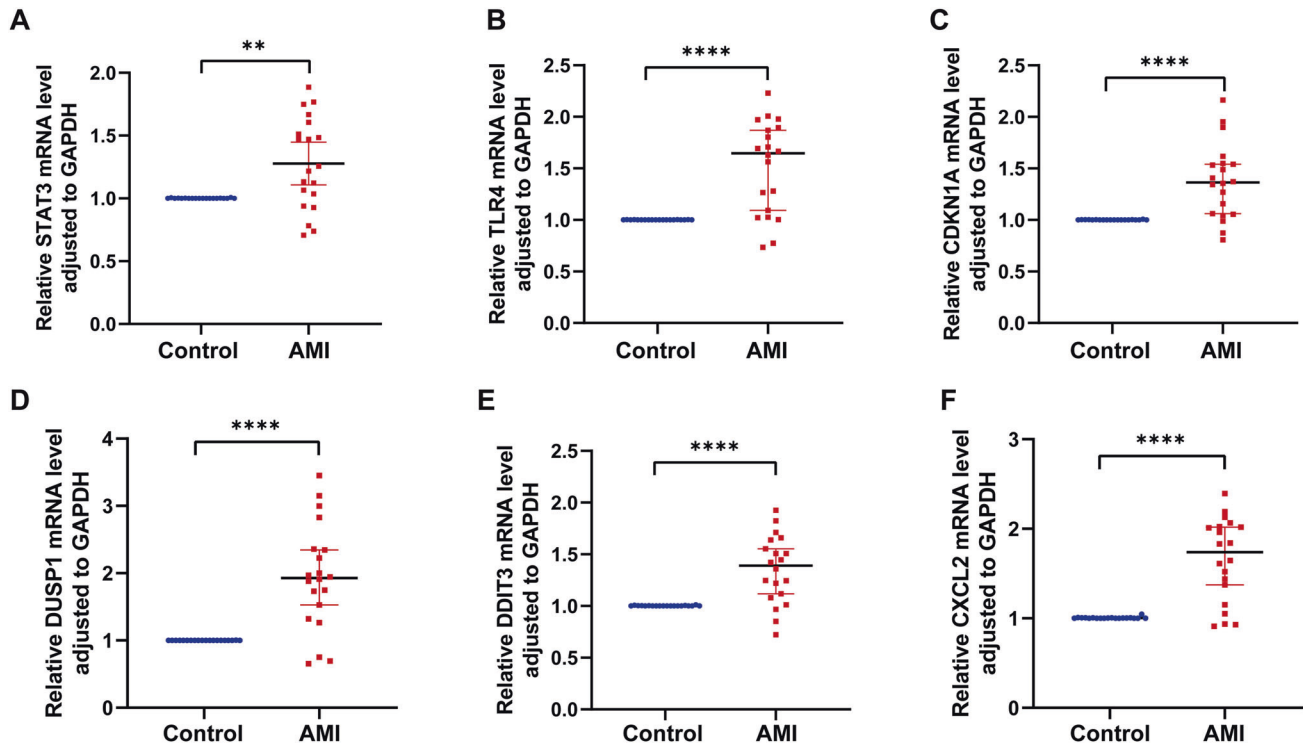 A
Relative STAT3 mRNA level
adjusted to GAPDH
**
2.0
1.5
1.0
0.5
0.0
Control
AMI
B
Relative TLR4 mRNA level
adjusted to GAPDH
****
2.5
2.0
1.5
1.0
0.5
0.0
Control
AMI
C
Relative CDKN1A mRNA level
adjusted to GAPDH
****
2.5
2.0
1.5
1.0
0.5
0.0
Control
AMI
D
Relative DUSP1 mRNA level
adjusted to GAPDH
****
4
3
2
1
0
Control
AMI
E
Relative DDIT3 mRNA level
adjusted to GAPDH
****
2.5
2.0
1.5
1.0
0.5
0.0
Control
AMI
F
Relative CXCL2 mRNA level
adjusted to GAPDH
****
3
2
1
0
Control
AMI